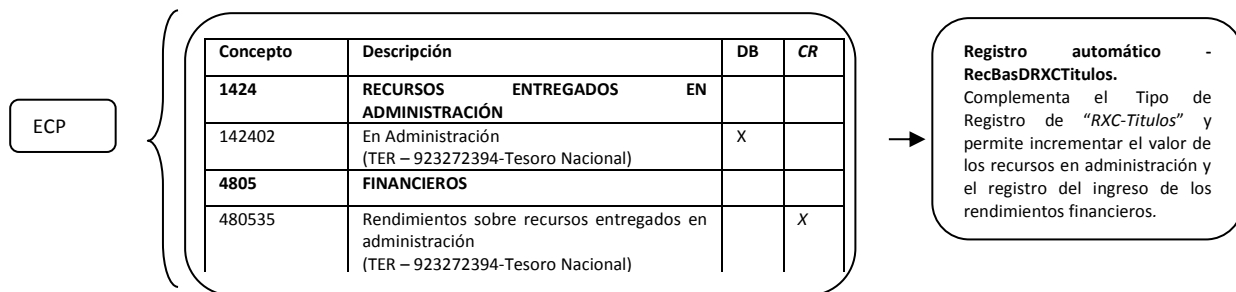 ECP
Concepto Descripción DB CR
1424 RECURSOS ENTREGADOS EN
ADMINISTRACIÓN
142402 En Administración X
(TER – 923272394-Tesoro Nacional)
4805 FINANCIEROS
480535 Rendimientos sobre recursos entregados en X
administración
(TER – 923272394-Tesoro Nacional)
Registro automático -
RecBasDRXCTitulos.
Complementa el Tipo de
Registro de “RXC-Titulos” y
permite incrementar el valor de
los recursos en administración y
el registro del ingreso de los
rendimientos financieros.